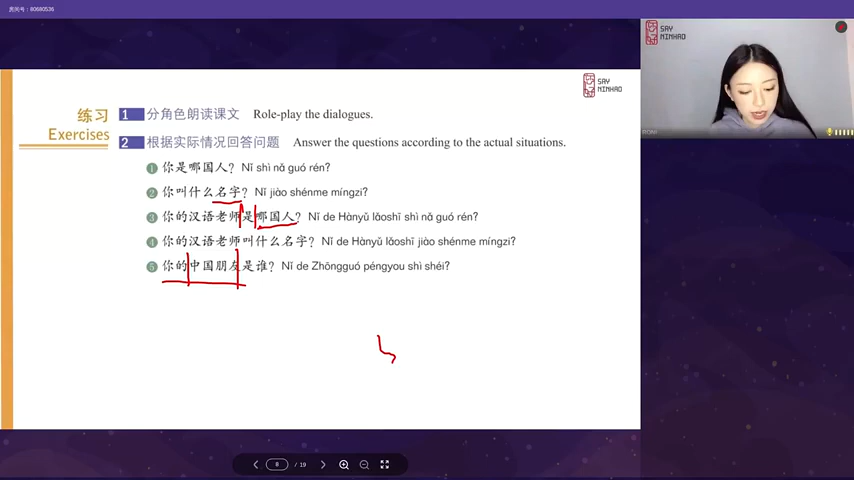 房间号：80680536
SAY
NINHAO
SAY
NINHAO
练习
Exercises
1 分角色朗读课文 Role-play the dialogues.
2 根据实际情况回答问题 Answer the questions according to the actual situations.
1 你是哪国人？Nǐ shì nǎ guó rén?
2 你叫什么名字？Nǐ jiào shénme míngzi?
3 你的汉语老师是哪国人？Nǐ de Hànyǔ lǎoshī shì nǎ guó rén?
4 你的汉语老师叫什么名字？Nǐ de Hànyǔ lǎoshī jiào shénme míngzi?
5 你的中国朋友是谁？Nǐ de Zhōngguó péngyou shì shéi?
8 / 19